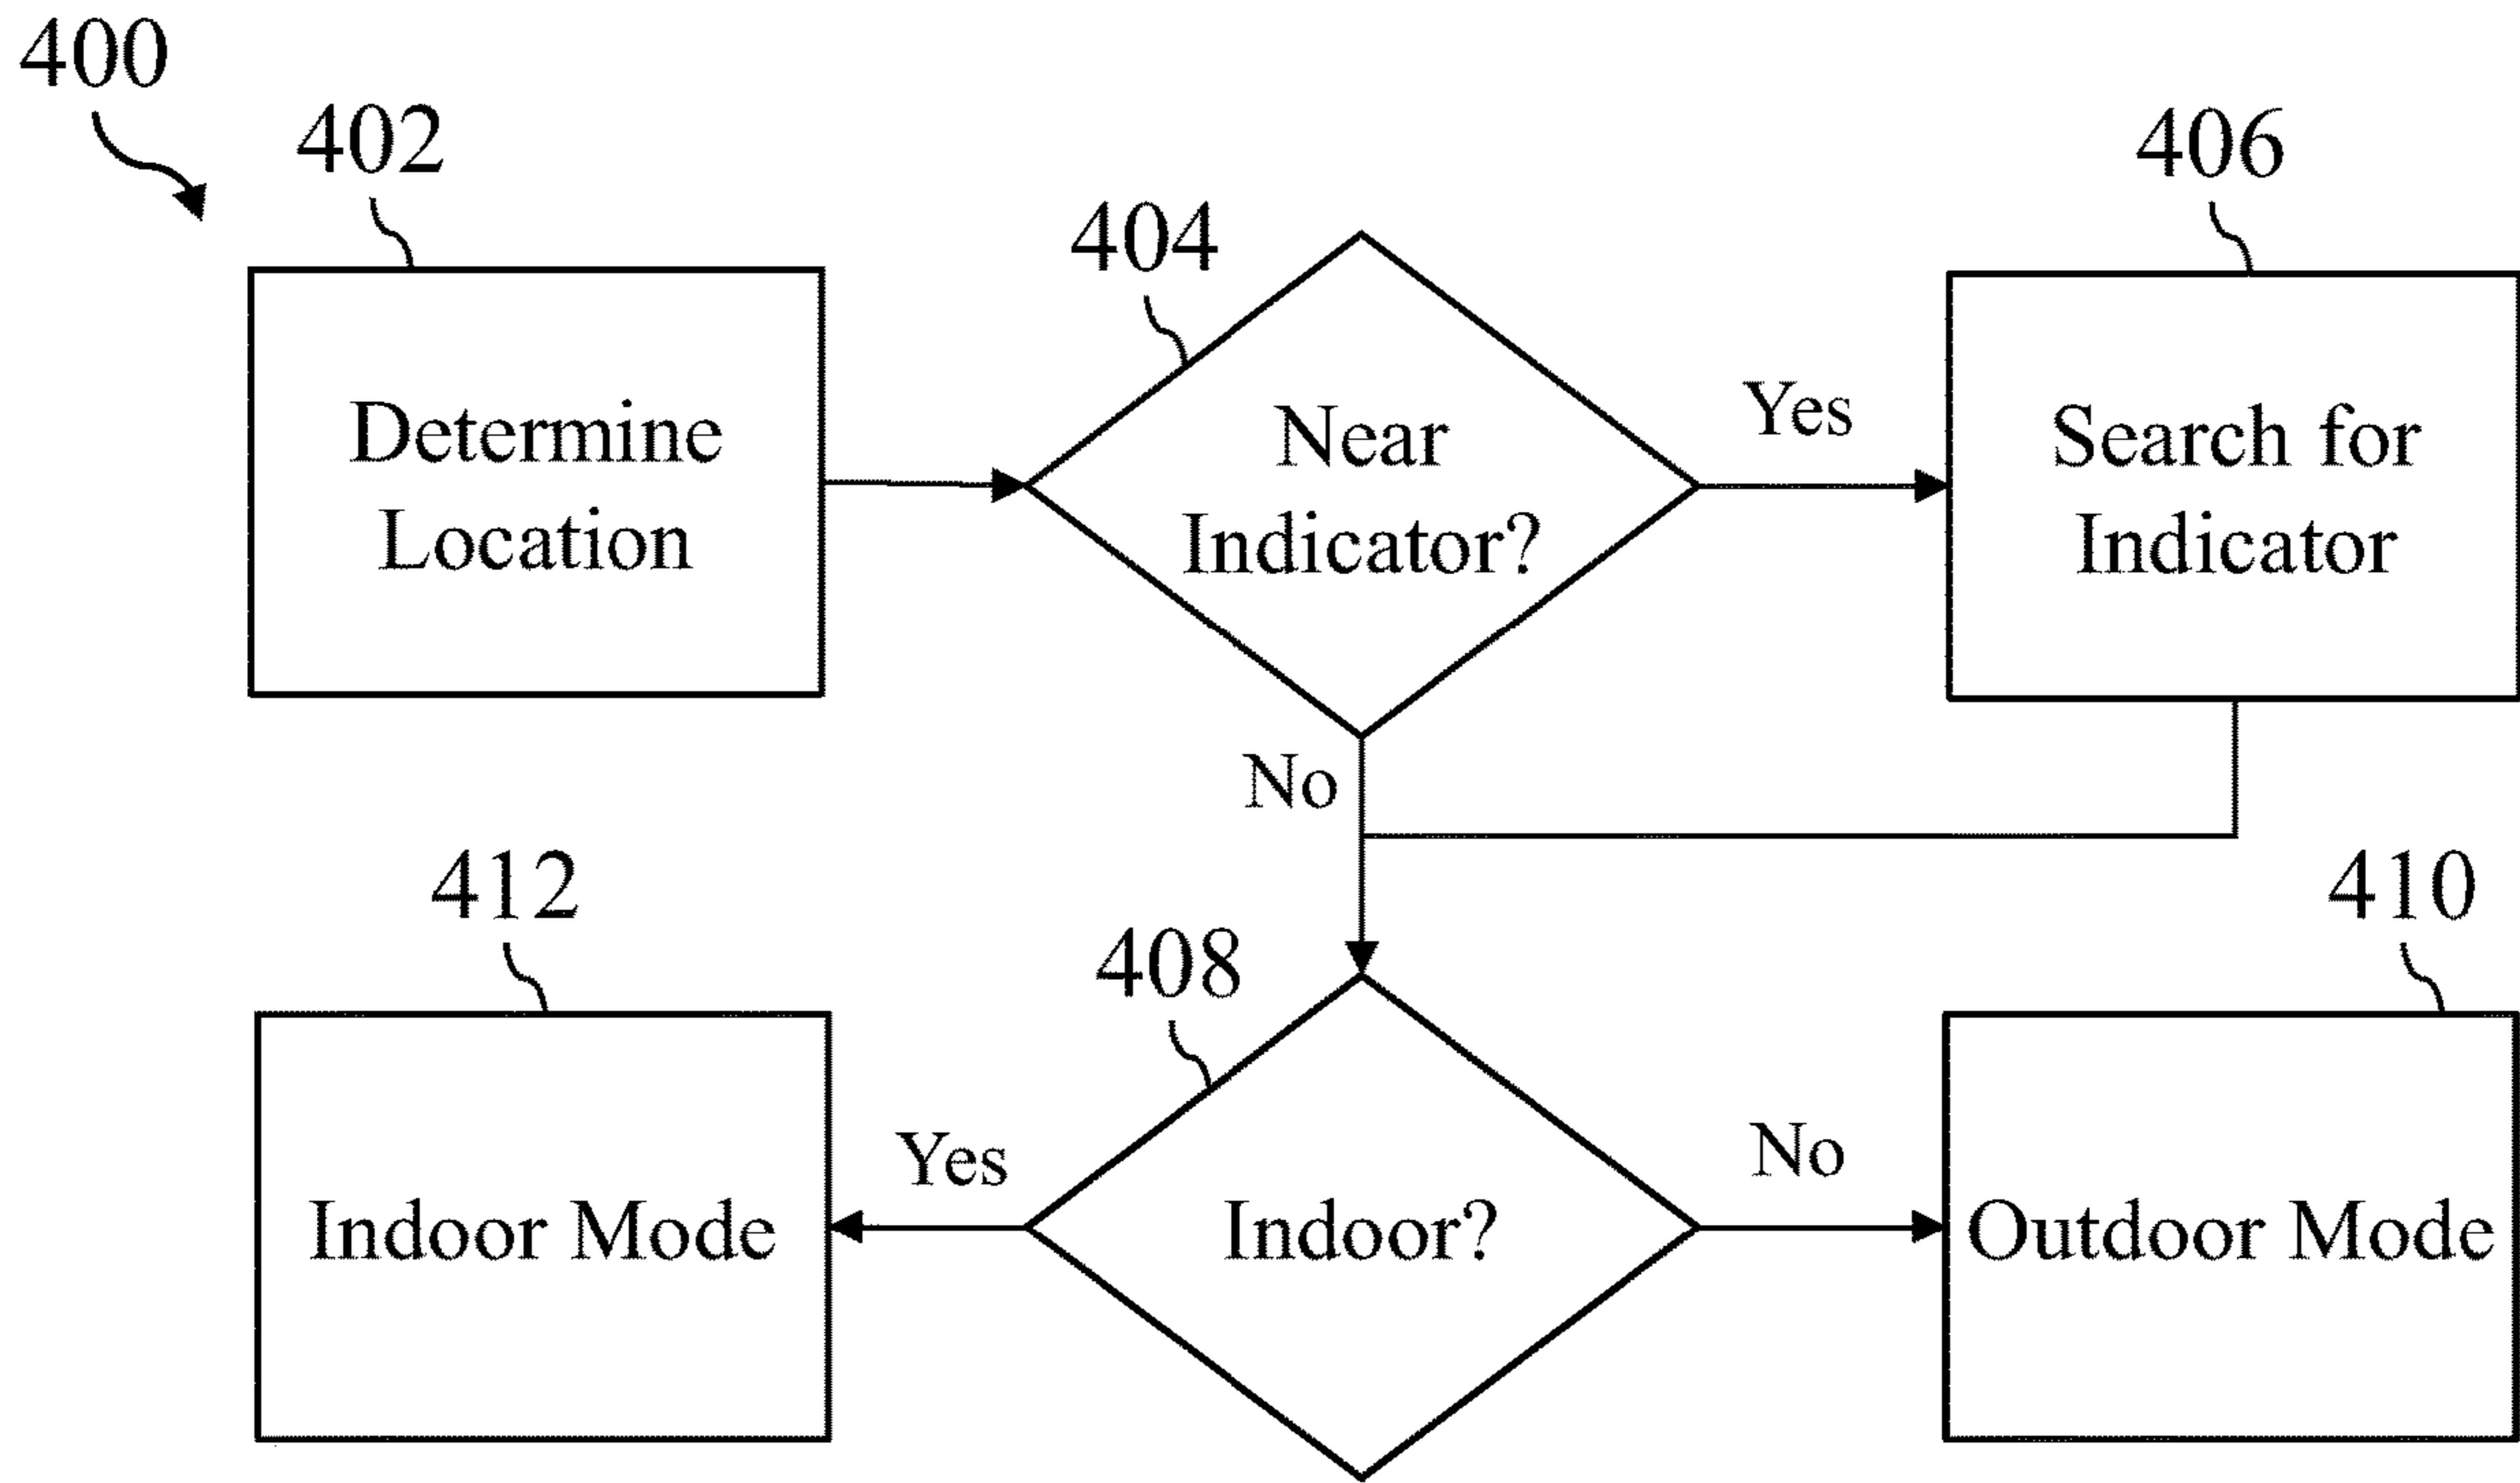 400
402
404
406
Determine
Location
Near
Indicator?
Yes
Search for
Indicator
No
412
408
410
Indoor Mode
Yes
Indoor?
No
Outdoor Mode